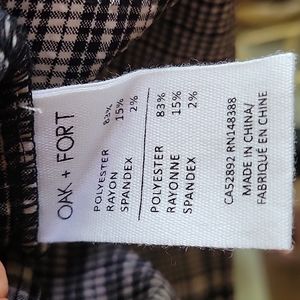 OAK + FORT
POLYESTER 83%
RAYON 15%
SPANDEX 2%
POLYESTER 83%
RAYONNE 15%
SPANDEX 2%
CA52892 RN148388
MADE IN CHINA/
FABRIQUÉ EN CHINE